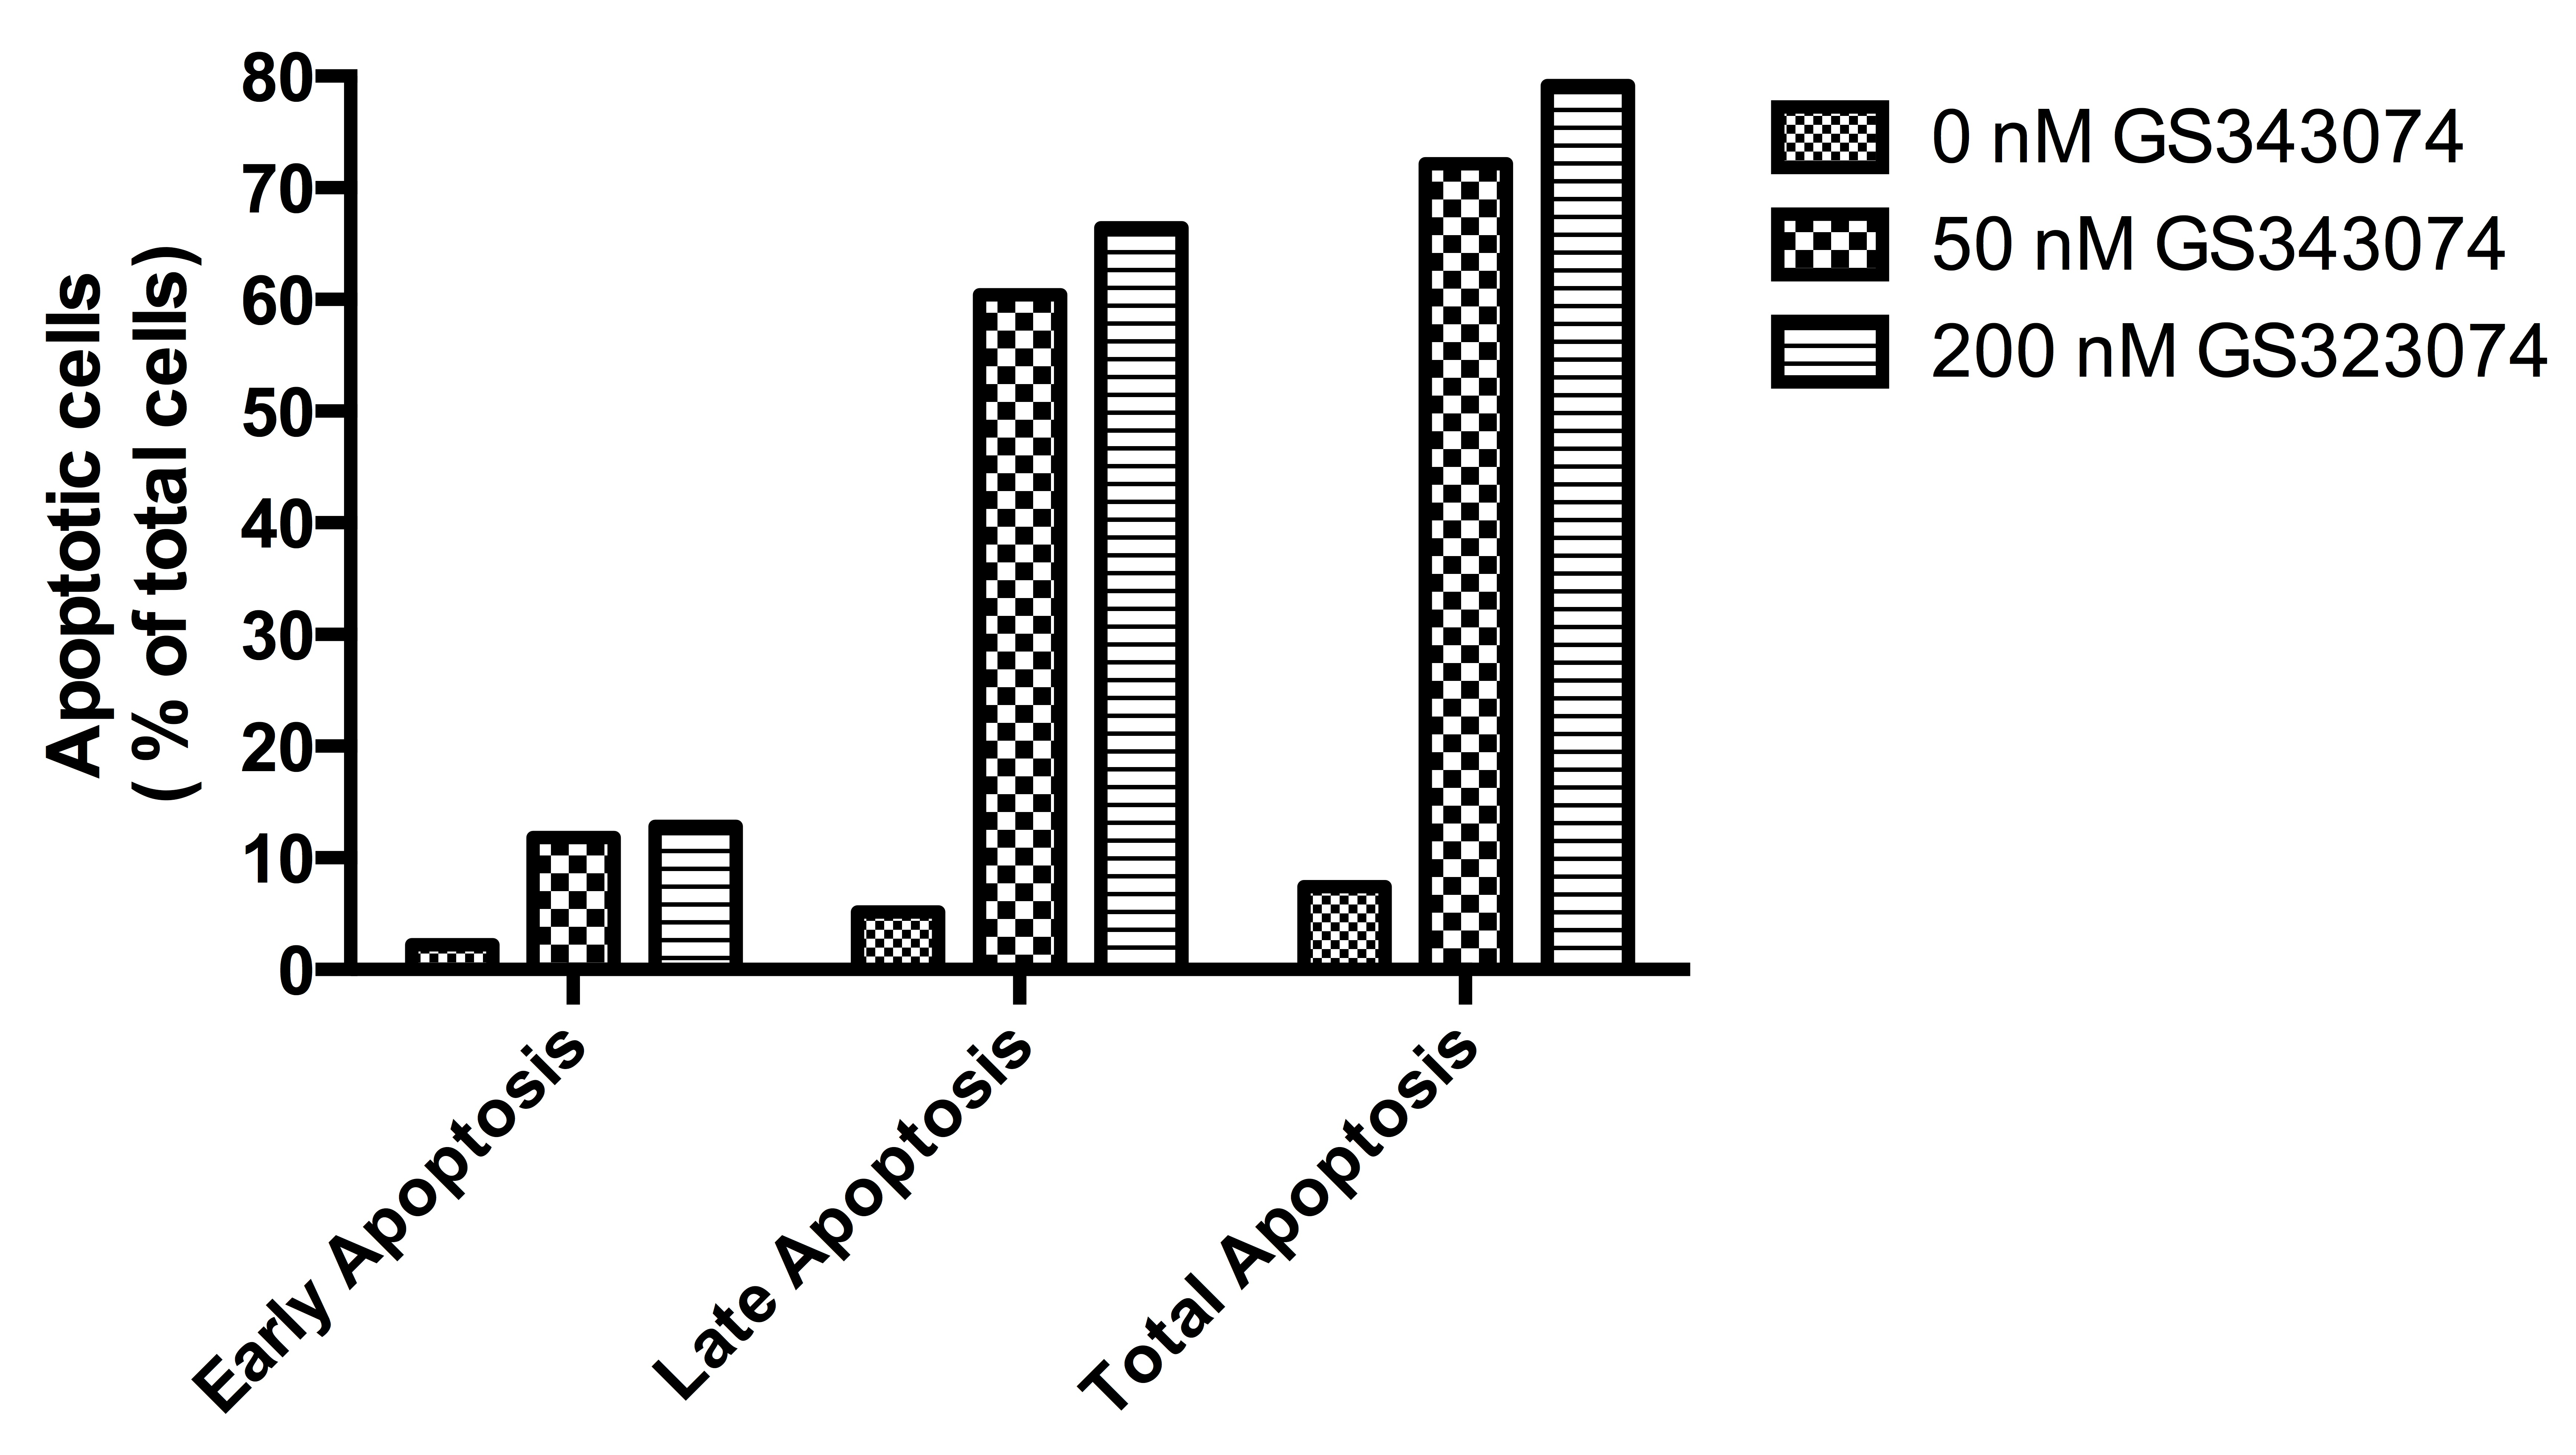 Apoptotic cells
( % of total cells)
80
70
60
50
40
30
20
10
0
Early Apoptosis
Late Apoptosis
Total Apoptosis
0 nM GS343074
50 nM GS343074
200 nM GS323074